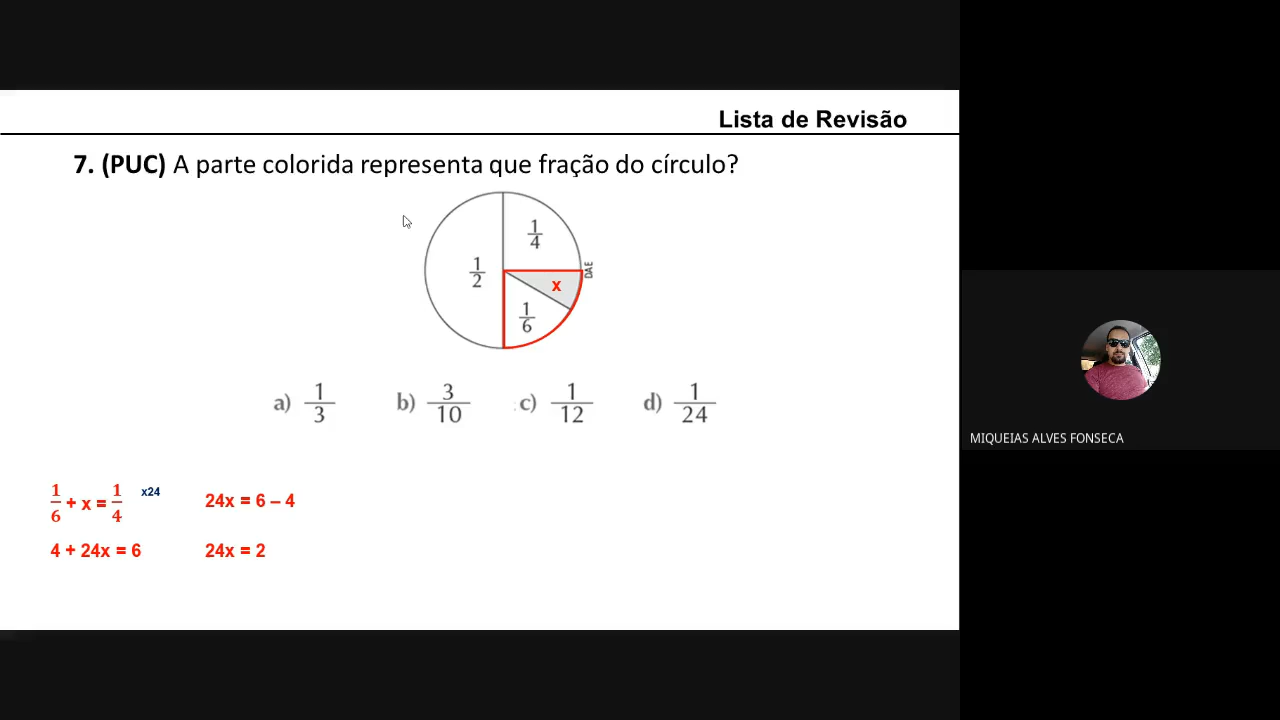 Lista de Revisão
7. (PUC) A parte colorida representa que fração do círculo?
1/4
1/2
DAE
x
1/6
a) 1/3 b) 3/10 c) 1/12 d) 1/24
1/6 + x = 1/4 x24 24x = 6 – 4
4 + 24x = 6 24x = 2
MIQUEIAS ALVES FONSECA